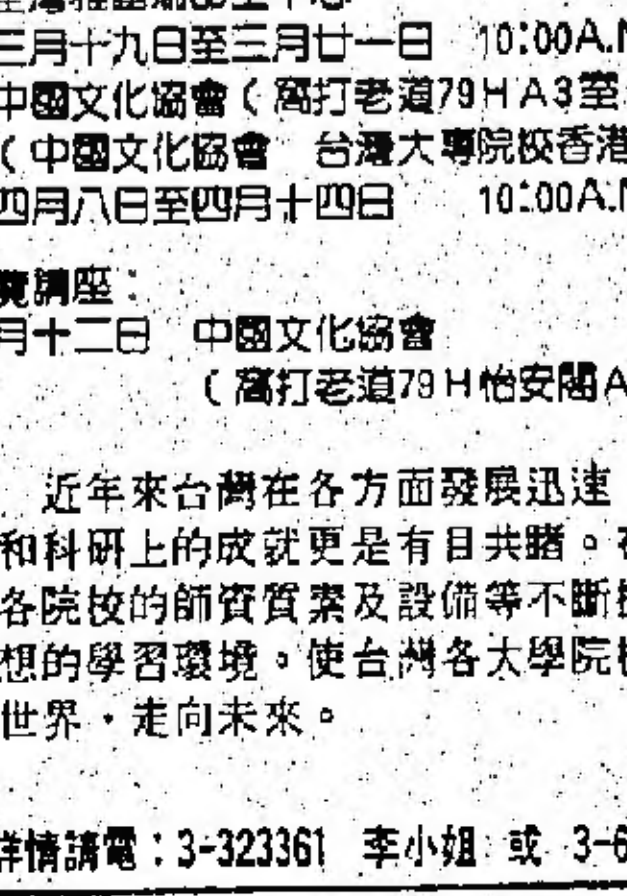 三月十九日至三月廿一日 10:00A.M
中國文化協會(窩打老道79H A3室
(中國文化協會 台灣大專院校香港
四月八日至四月十四日 10:00A.M
覽講座:
月十二日 中國文化協會
(窩打老道79H怡安閣A
近年來台灣在各方面發展迅速
和科研上的成就更是有目共睹。在
各院校的師資質素及設備等不斷
想的學習環境。使台灣各大學院校
世界,走向未來。
詳情請電:3-323361 李小姐 或 3-6